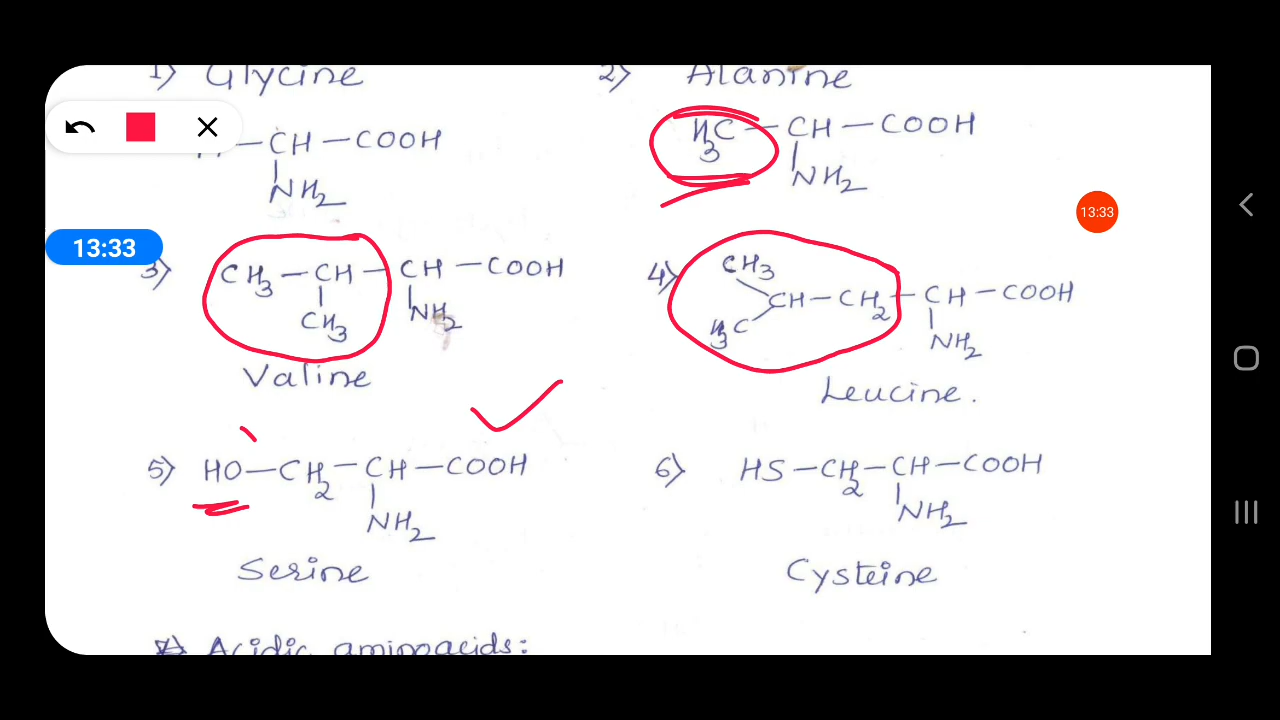 1) Glycine
2) Alanine
H – CH – COOH
NH2
H3C – CH – COOH
NH2
13:33
13:33
3) CH3 – CH – CH – COOH
CH3 NH2
Valine
4) CH3
CH – CH2 – CH – COOH
H3C
NH2
Leucine.
5) HO – CH2 – CH – COOH
NH2
Serine
6) HS – CH2 – CH – COOH
NH2
Cysteine
Acidic aminoacids: